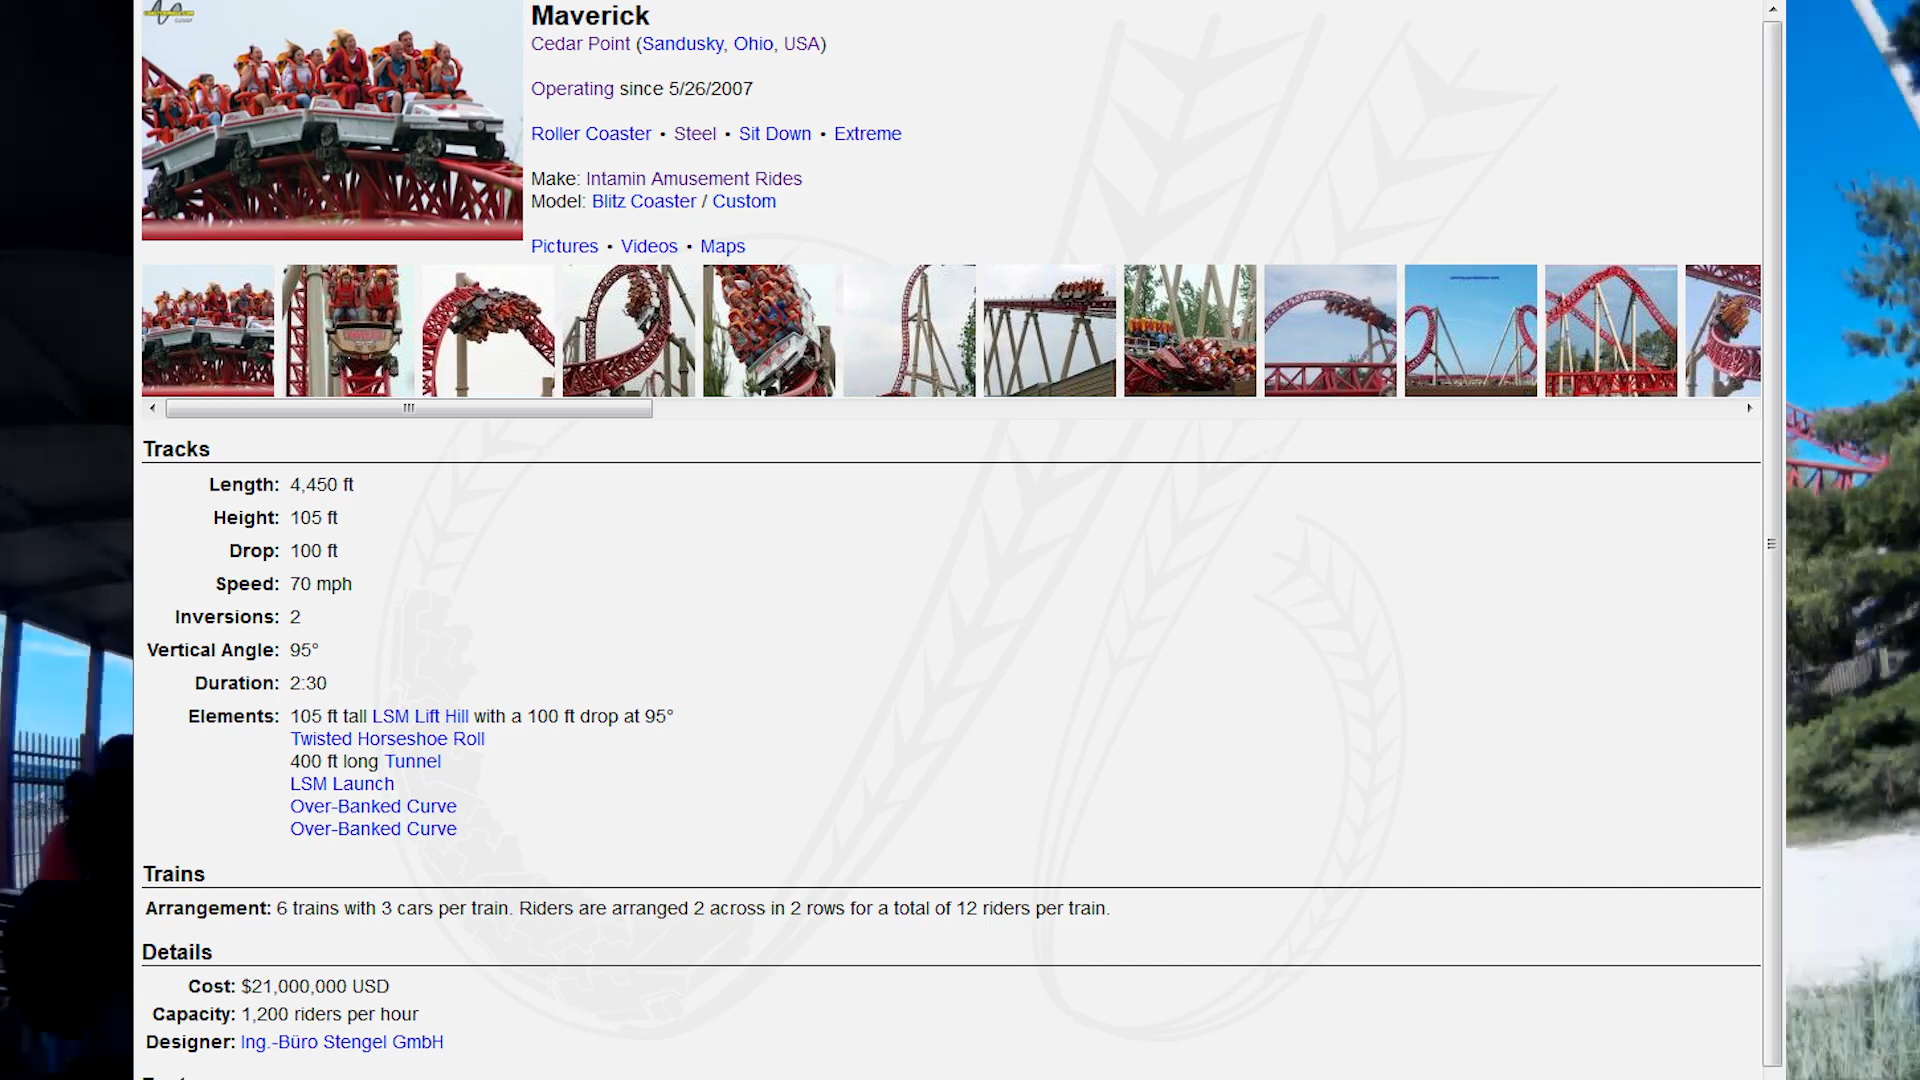 Maverick
Cedar Point (Sandusky, Ohio, USA)
Operating since 5/26/2007
Roller Coaster • Steel • Sit Down • Extreme
Make: Intamin Amusement Rides
Model: Blitz Coaster / Custom
Pictures • Videos • Maps
Tracks
Length: 4,450 ft
Height: 105 ft
Drop: 100 ft
Speed: 70 mph
Inversions: 2
Vertical Angle: 95°
Duration: 2:30
Elements: 105 ft tall LSM Lift Hill with a 100 ft drop at 95°
Twisted Horseshoe Roll
400 ft long Tunnel
LSM Launch
Over-Banked Curve
Over-Banked Curve
Trains
Arrangement: 6 trains with 3 cars per train. Riders are arranged 2 across in 2 rows for a total of 12 riders per train.
Details
Cost: $21,000,000 USD
Capacity: 1,200 riders per hour
Designer: Ing.-Büro Stengel GmbH